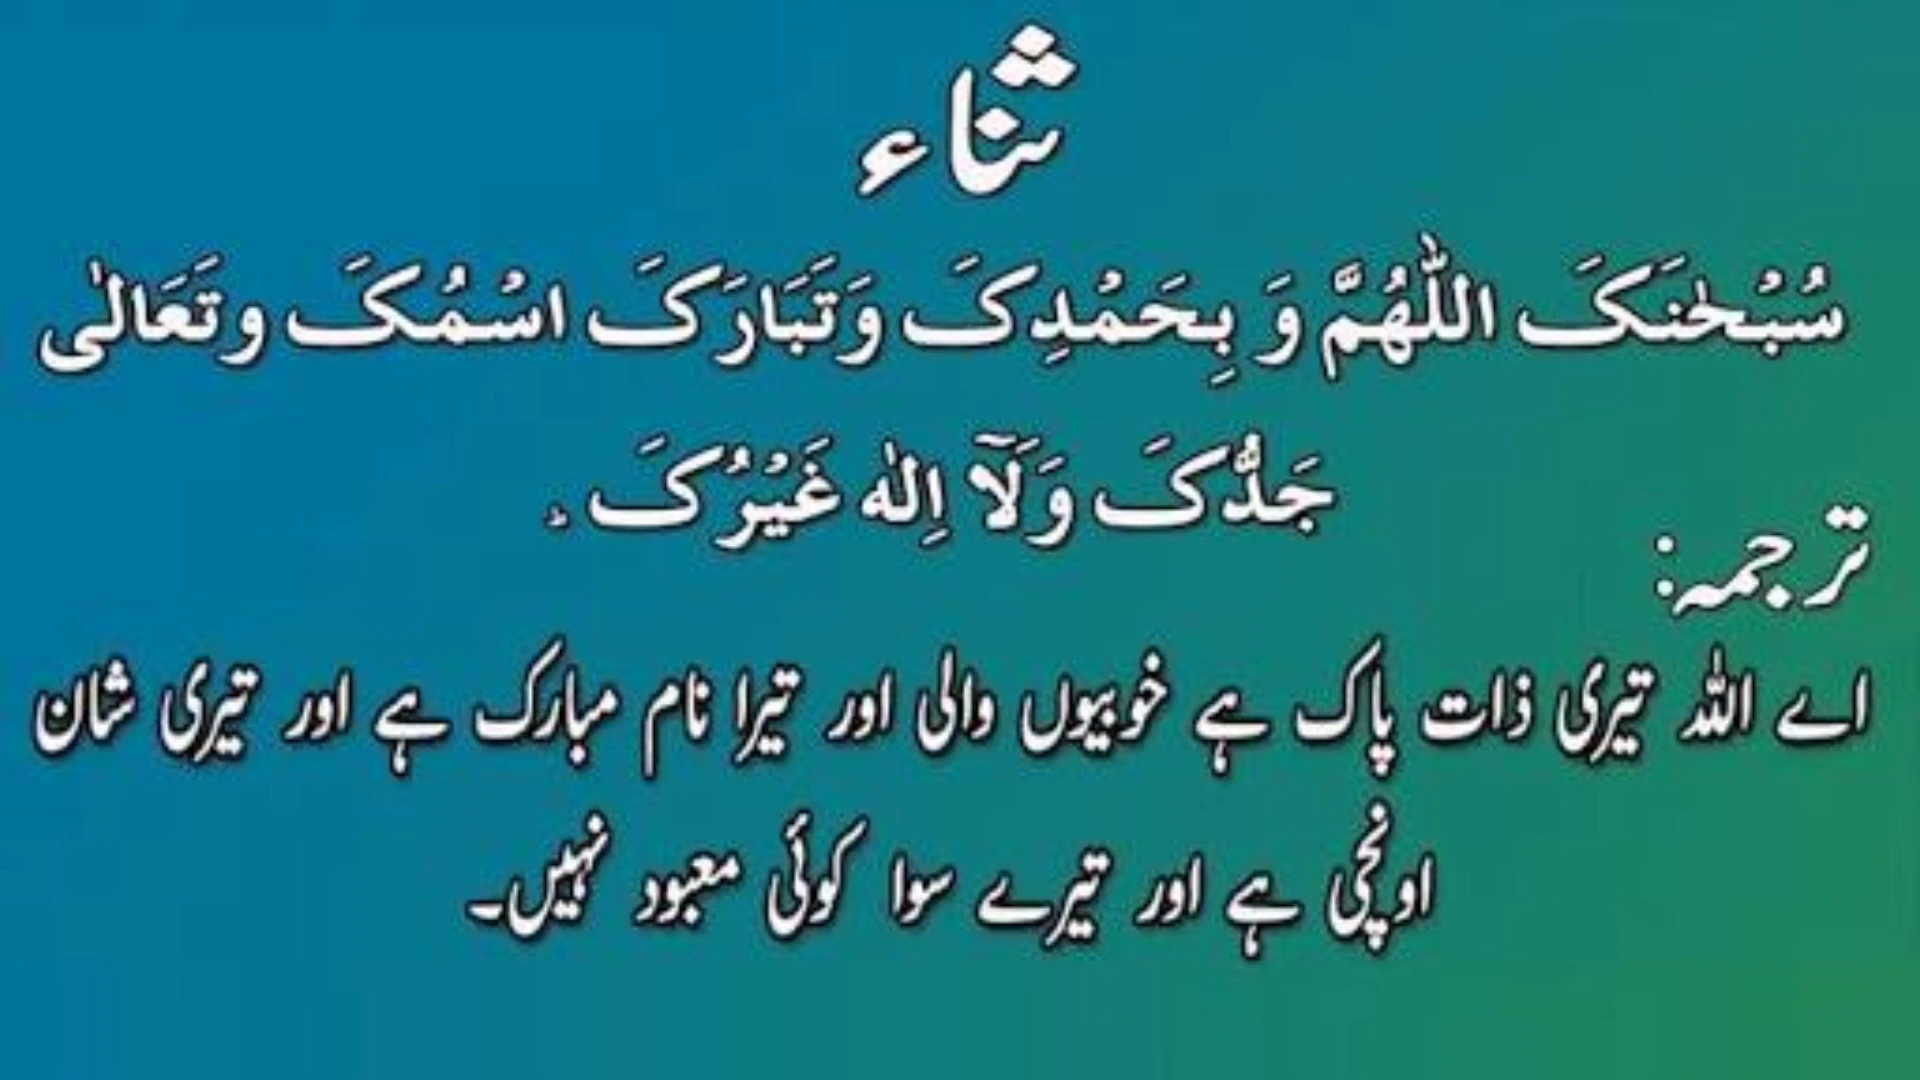 ثناء
سُبْحٰنَکَ اللّٰهُمَّ وَ بِحَمْدِکَ وَتَبَارَکَ اسْمُکَ وتَعَالٰی
جَدُّکَ وَلَآ اِلٰه غَیْرُکَ ؕ
ترجمہ:
اے اللہ تیری ذات پاک ہے خوبیوں والی اور تیرا نام مبارک ہے اور تیری شان
اونچی ہے اور تیرے سوا کوئی معبود نہیں۔